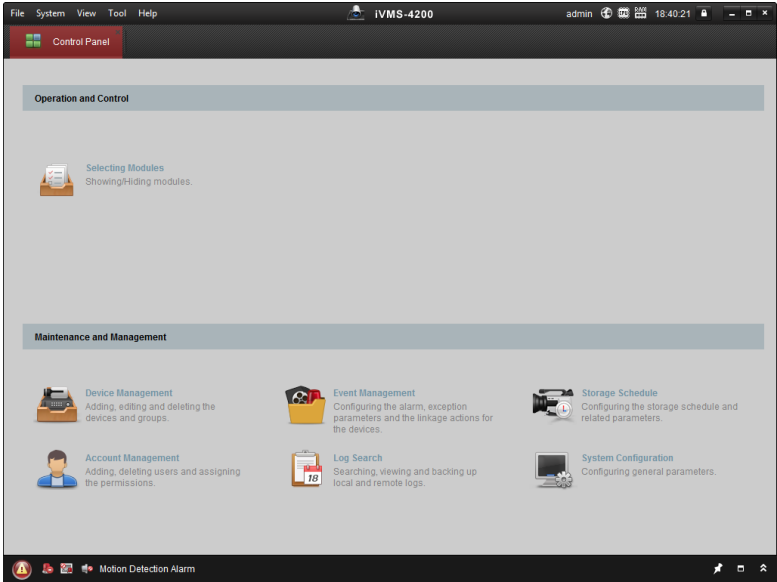 File System View Tool Help iVMS-4200 admin CPU RAM 18:40:21
Control Panel
Operation and Control
Selecting Modules
Showing/Hiding modules.
Maintenance and Management
Device Management
Adding, editing and deleting the
devices and groups.
Event Management
Configuring the alarm, exception
parameters and the linkage actions for
the devices.
Storage Schedule
Configuring the storage schedule and
related parameters.
Account Management
Adding, deleting users and assigning
the permissions.
18
Log Search
Searching, viewing and backing up
local and remote logs.
System Configuration
Configuring general parameters.
Motion Detection Alarm